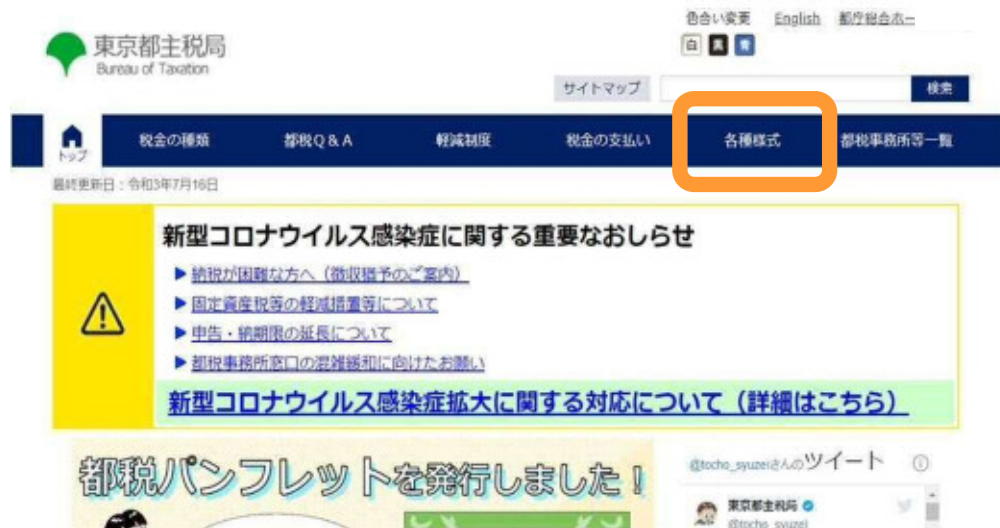 色合い変更 English 都庁総合ホー
東京都主税局
Bureau of Taxation
白 黒 青
サイトマップ 検索
トップ 税金の種類 都税Q&A 軽減制度 税金の支払い 各種様式 都税事務所等一覧
最終更新日:令和3年7月16日
新型コロナウイルス感染症に関する重要なおしらせ
▶納税が困難な方へ(徴収猶予のご案内)
▶固定資産税等の軽減措置等について
▶申告・納期限の延長について
▶都税事務所窓口の混雑緩和に向けたお願い
新型コロナウイルス感染症拡大に関する対応について(詳細はこちら)
都税パンフレットを発行しました!
@tocho_syuzeiさんのツイート
東京都主税局
@tocho_syuzei